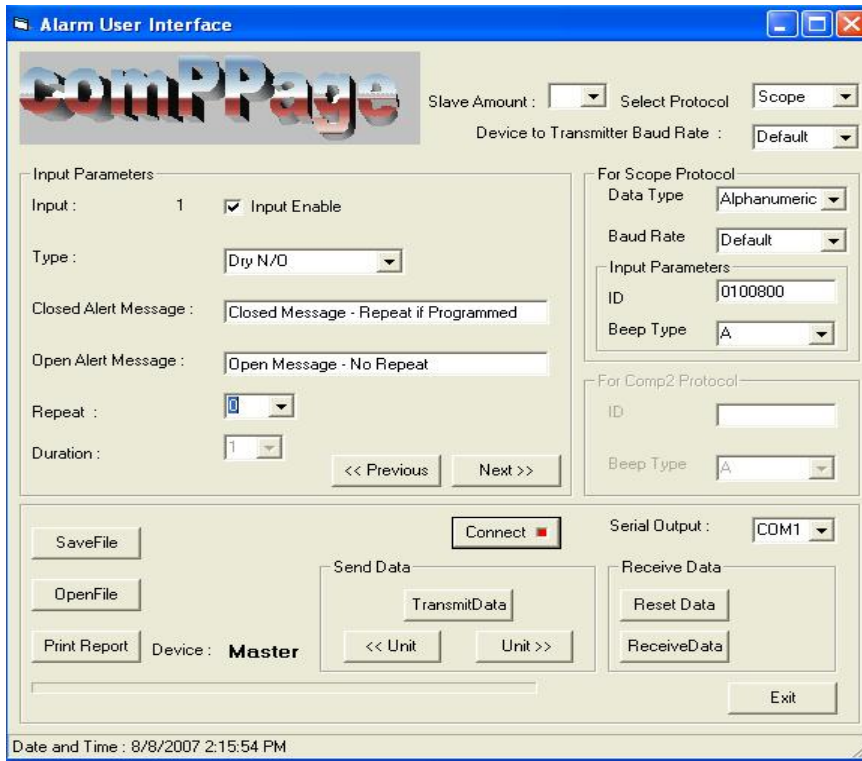 Alarm User Interface
comPPage
Slave Amount :
Select Protocol Scope
Device to Transmitter Baud Rate : Default
Input Parameters
Input : 1 Input Enable
Type : Dry N/O
Closed Alert Message : Closed Message - Repeat if Programmed
Open Alert Message : Open Message - No Repeat
Repeat : 0
Duration : 1
<< Previous Next >>
For Scope Protocol
Data Type Alphanumeric
Baud Rate Default
Input Parameters
ID 0100800
Beep Type A
For Comp2 Protocol
ID
Beep Type A
SaveFile
OpenFile
Print Report
Device : Master
Connect
Serial Output : COM1
Send Data
TransmitData
<< Unit Unit >>
Receive Data
Reset Data
ReceiveData
Exit
Date and Time : 8/8/2007 2:15:54 PM